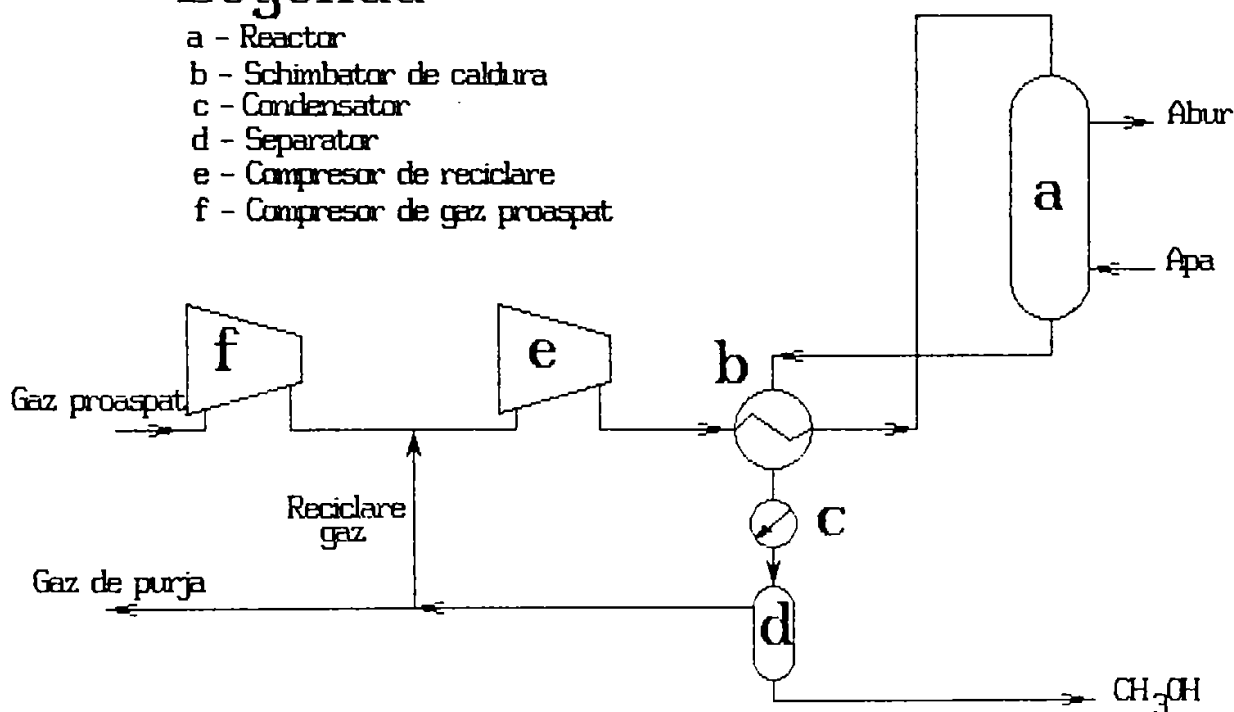 a - Reactor
b - Schimbator de caldura
c - Condensator
d - Separator
e - Compresor de reciclare
f - Compresor de gaz proaspat
Abur
a
Apa
f
e
b
Gaz proaspat
Reciclare
gaz
c
Gaz de purja
d
CH3OH